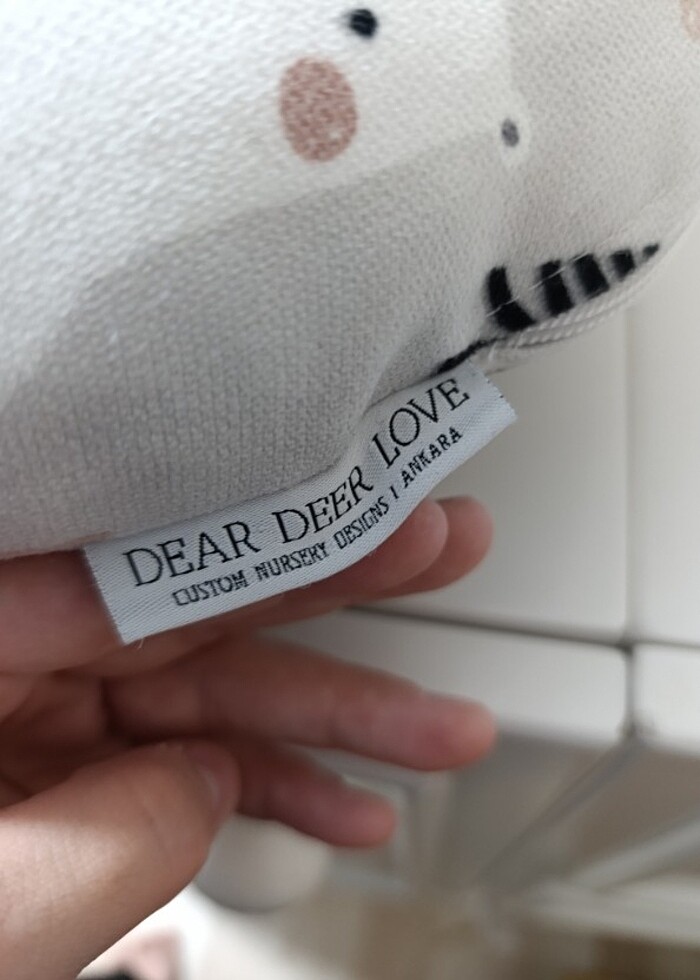 DEAR DEER LOVE
CUSTOM NURSERY DESIGNS | ANKARA